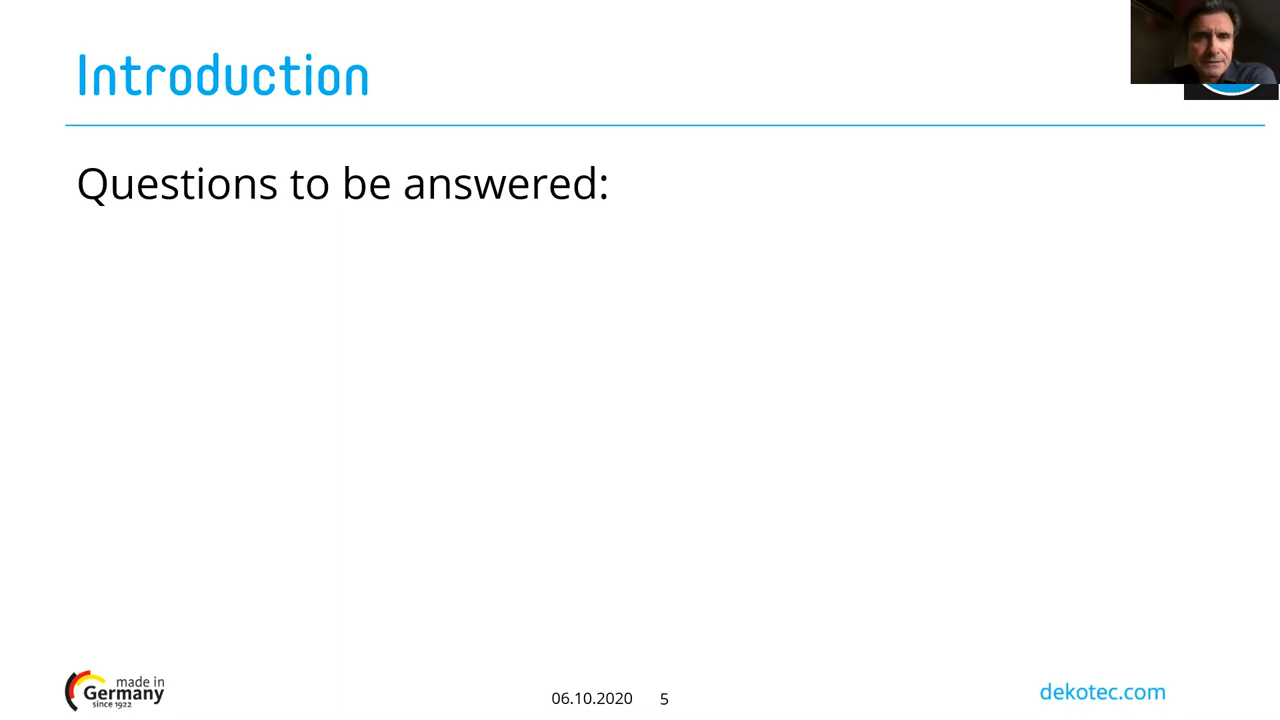 Introduction
Questions to be answered:
made in
Germany
since 1922
06.10.2020 5
dekotec.com